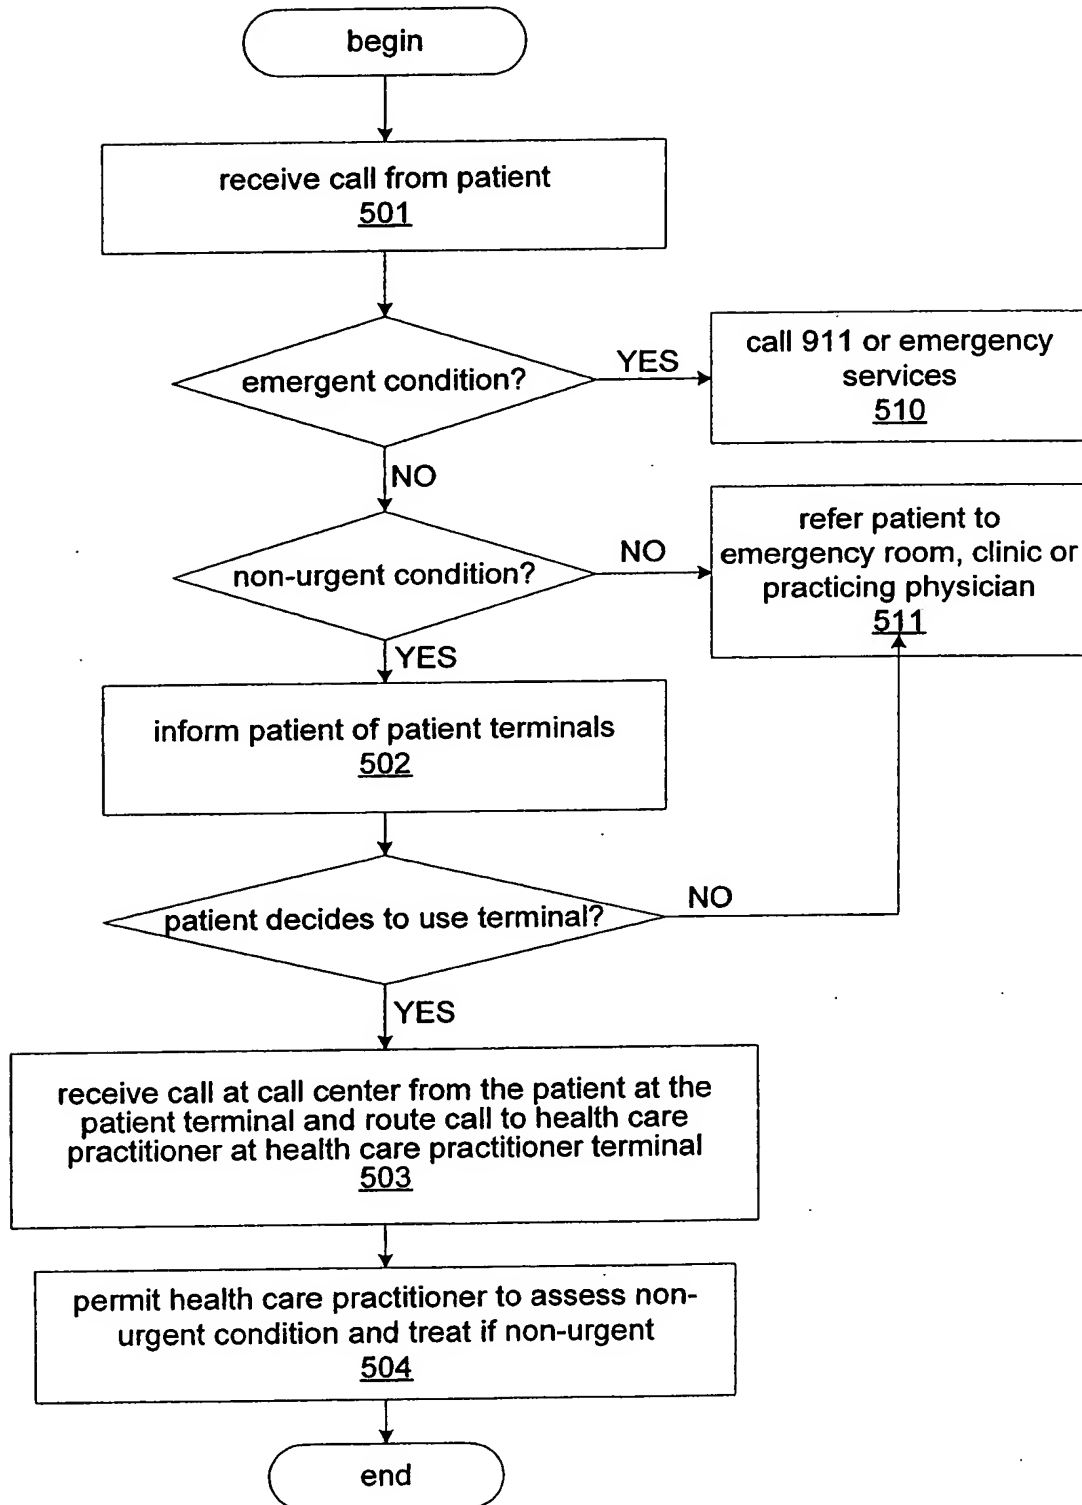 begin
receive call from patient
501
emergent condition?
YES
call 911 or emergency
services
510
NO
non-urgent condition?
NO
refer patient to
emergency room, clinic or
practicing physician
511
YES
inform patient of patient terminals
502
patient decides to use terminal?
NO
YES
receive call at call center from the patient at the
patient terminal and route call to health care
practitioner at health care practitioner terminal
503
permit health care practitioner to assess non-
urgent condition and treat if non-urgent
504
end